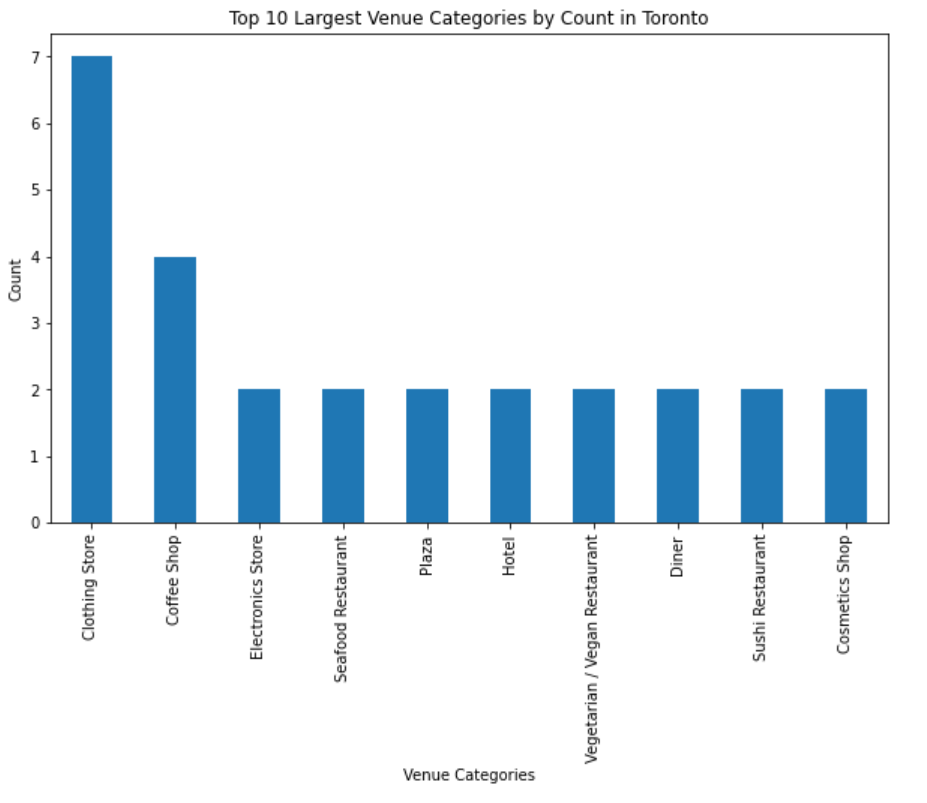 Top 10 Largest Venue Categories by Count in Toronto
7
6
5
4
3
2
1
0
Count
Clothing Store
Coffee Shop
Electronics Store
Seafood Restaurant
Plaza
Hotel
Vegetarian / Vegan Restaurant
Diner
Sushi Restaurant
Cosmetics Shop
Venue Categories